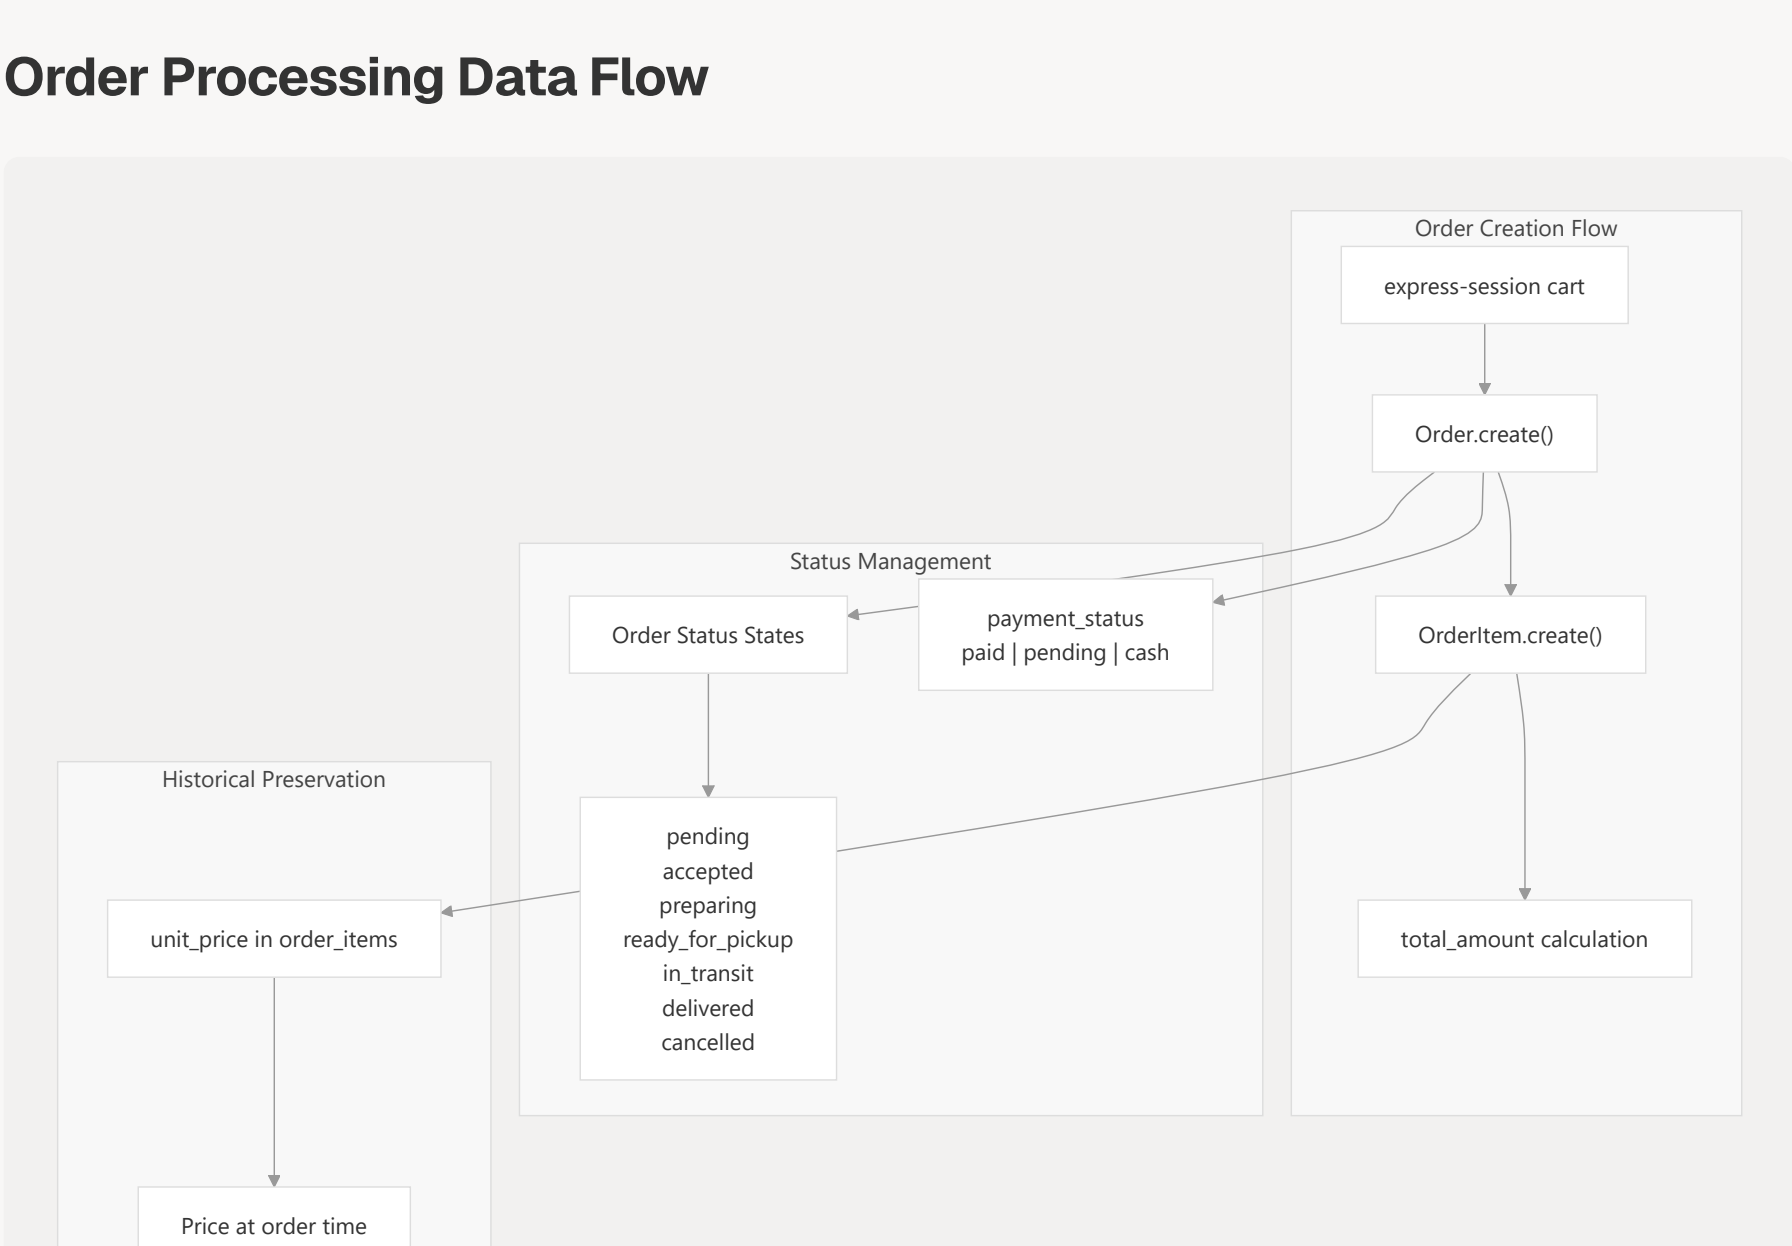 Order Processing Data Flow
Order Creation Flow
express-session cart
Order.create()
Status Management
Order Status States
payment_status
paid | pending | cash
OrderItem.create()
Historical Preservation
pending
accepted
preparing
ready_for_pickup
in_transit
delivered
cancelled
unit_price in order_items
total_amount calculation
Price at order time